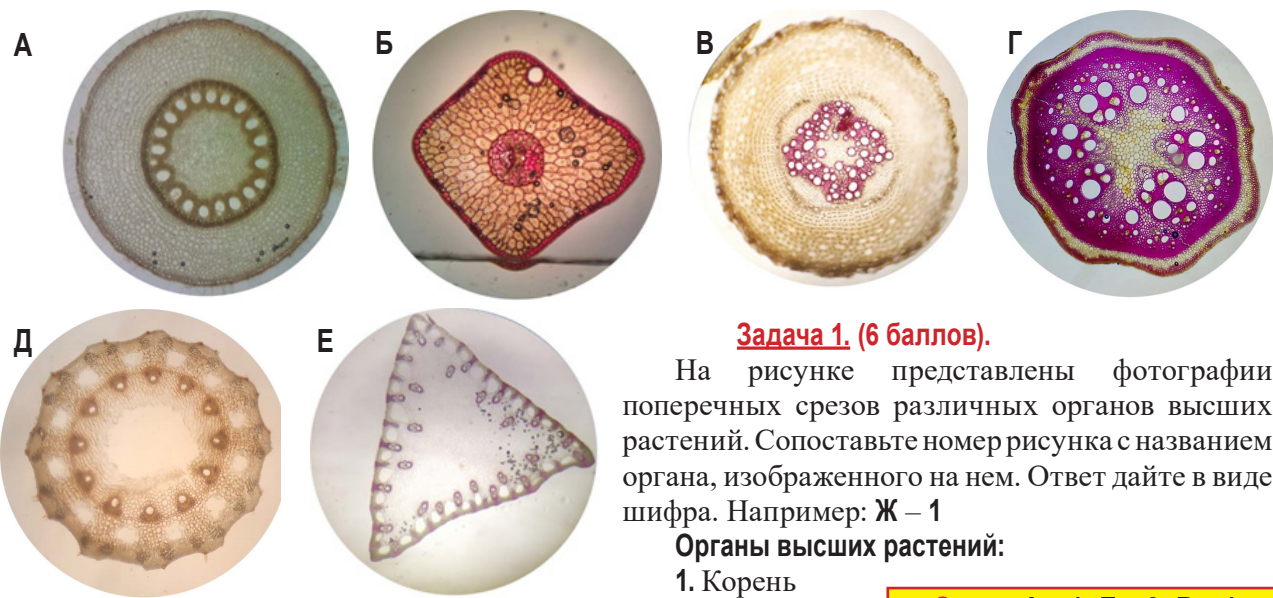 А
Б
В
Г
Д
Е
Задача 1. (6 баллов).
На рисунке представлены фотографии
поперечных срезов различных органов высших
растений. Сопоставьте номер рисунка с названием
органа, изображенного на нем. Ответ дайте в виде
шифра. Например: Ж – 1
Органы высших растений:
1. Корень